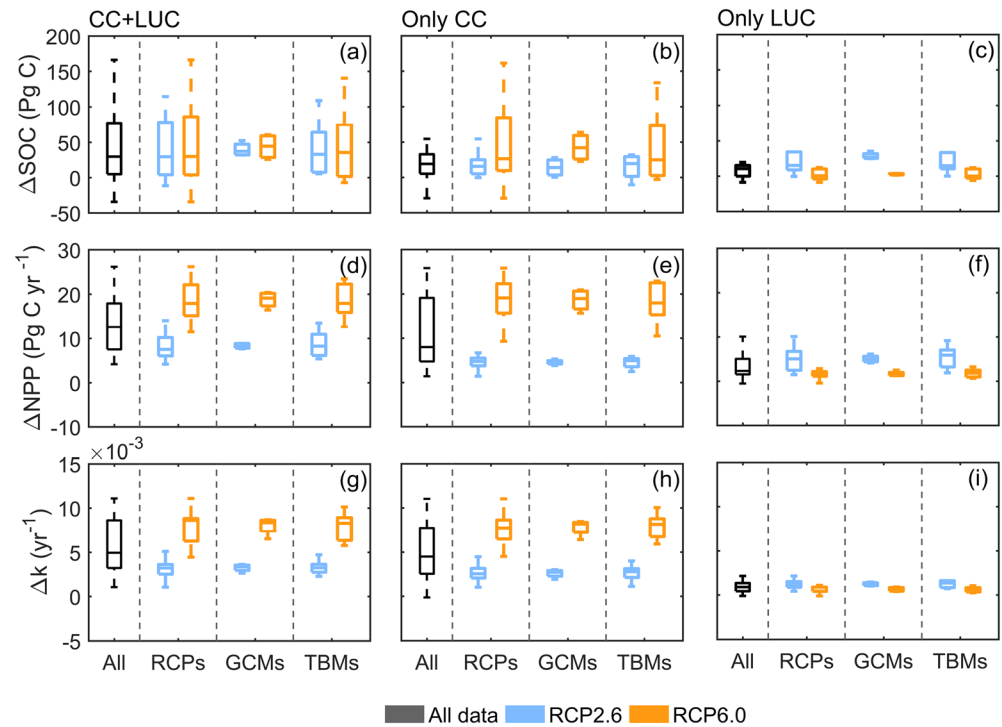 CC+LUC
Only CC
Only LUC
ΔSOC (Pg C)
200
150
100
50
0
-50
(a)
(b)
(c)
ΔNPP (Pg C yr -1)
30
20
10
0
-10
(d)
(e)
(f)
×10-3
Δk (yr-1)
15
10
5
0
-5
(g)
(h)
(i)
All RCPs GCMs TBMs
All RCPs GCMs TBMs
All RCPs GCMs TBMs
All data RCP2.6 RCP6.0